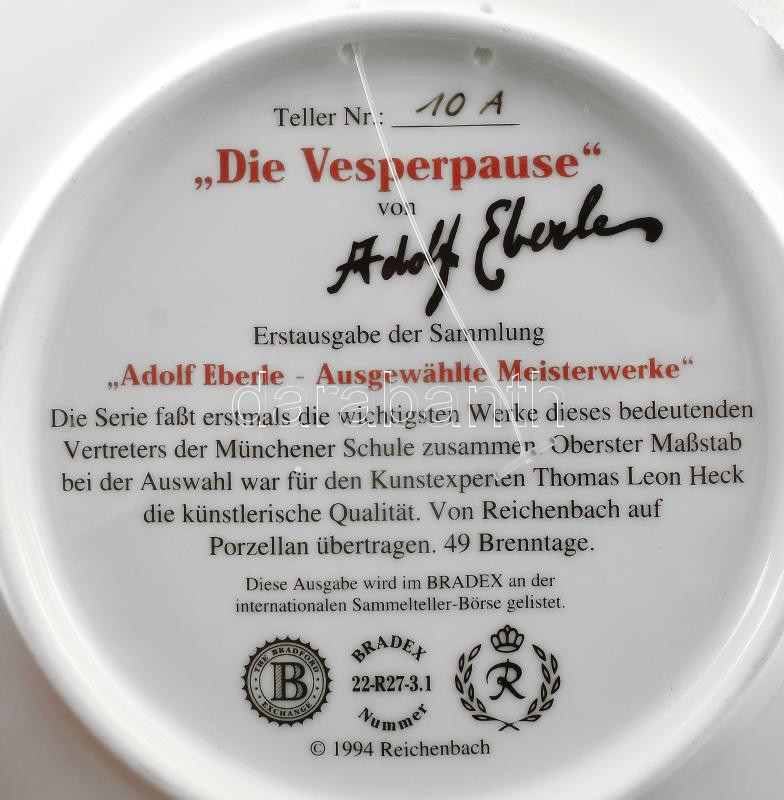 Teller Nr.: 10 A
„Die Vesperpause“
von
Adolf Eberle
Erstausgabe der Sammlung
„Adolf Eberle - Ausgewählte Meisterwerke“
darabanth
Die Serie faßt erstmals die wichtigsten Werke dieses bedeutenden
Vertreters der Münchener Schule zusammen. Oberster Maßstab
bei der Auswahl war für den Kunstexperten Thomas Leon Heck
die künstlerische Qualität. Von Reichenbach auf
Porzellan übertragen. 49 Brenntage.
Diese Ausgabe wird im BRADEX an der
internationalen Sammelteller-Börse gelistet.
THE BRADFORD
B
EXCHANGE
BRADEX
22-R27-3.1
Nummer
R
© 1994 Reichenbach